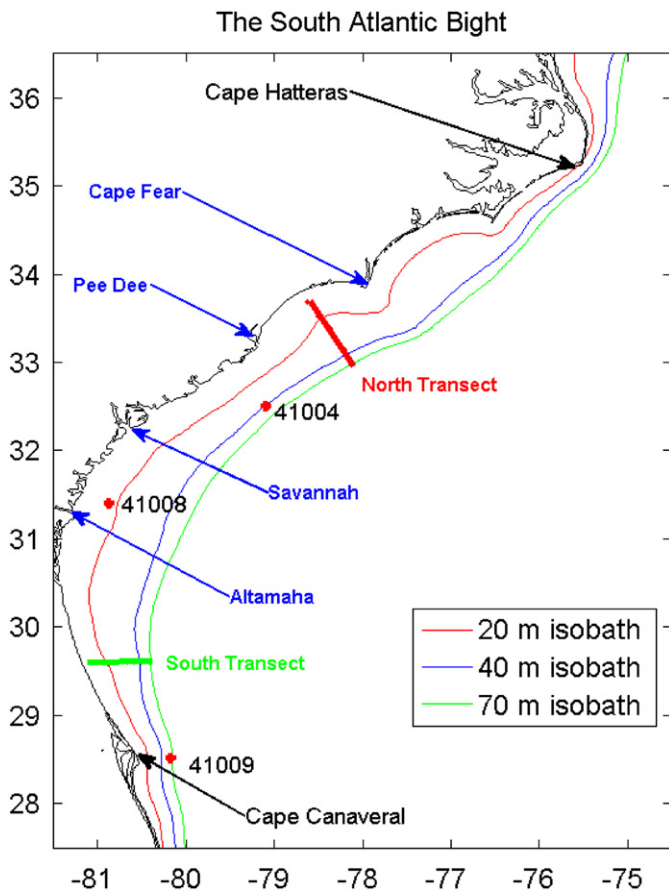 The South Atlantic Bight
36
Cape Hatteras
35
Cape Fear
34
Pee Dee
33
North Transect
41004
32
Savannah
41008
31
Altamaha
30
20 m isobath
South Transect
40 m isobath
70 m isobath
29
41009
28
Cape Canaveral
-81 -80 -79 -78 -77 -76 -75